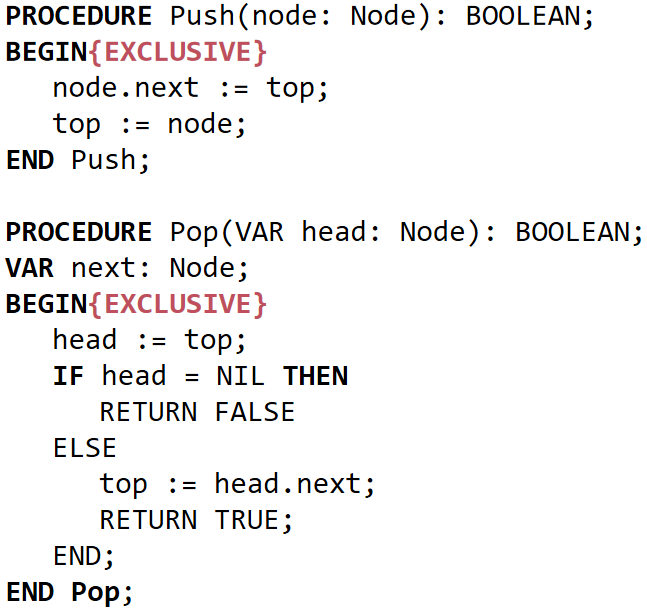 PROCEDURE Push(node: Node): BOOLEAN;
BEGIN{EXCLUSIVE}
node.next := top;
top := node;
END Push;
PROCEDURE Pop(VAR head: Node): BOOLEAN;
VAR next: Node;
BEGIN{EXCLUSIVE}
head := top;
IF head = NIL THEN
RETURN FALSE
ELSE
top := head.next;
RETURN TRUE;
END;
END Pop;